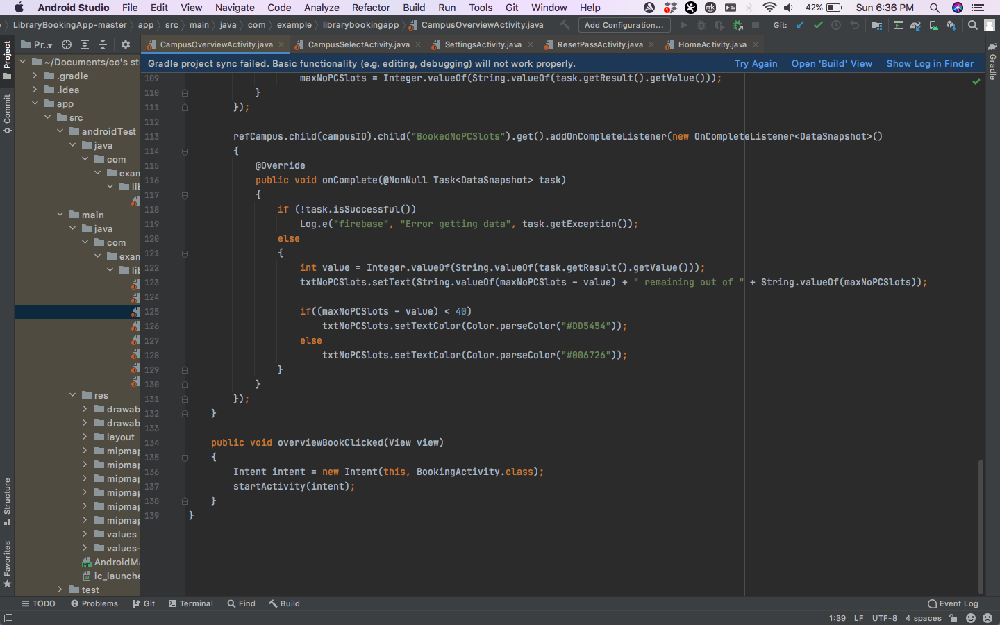 Android Studio File Edit View Navigate Code Analyze Refactor Build Run Tools Git Window Help 42% Sun 6:36 PM
LibraryBookingApp-master app src main java com example librarybookingapp CampusOverviewActivity.java Add Configuration... Git:
Pr... CampusOverviewActivity.java CampusSelectActivity.java SettingsActivity.java ResetPassActivity.java HomeActivity.java
Gradle project sync failed. Basic functionality (e.g. editing, debugging) will not work properly. Try Again Open 'Build' View Show Log in Finder
Project
Commit
Structure
Favorites
Gradle
~/Documents/co's stu
.gradle
.idea
app
src
androidTest
java
com
exam
lib
main
java
com
exam
lib
res
drawab
drawab
layout
mipmap
mipmap
mipmap
mipmap
mipmap
mipmap
values
values-
AndroidMa
ic_launche
test
109 maxNoPCSlots = Integer.valueOf(String.valueOf(task.getResult().getValue()));
110 }
111 });
112
113 refCampus.child(campusID).child("BookedNoPCSlots").get().addOnCompleteListener(new OnCompleteListener<DataSnapshot>()
114 {
115 @Override
116 public void onComplete(@NonNull Task<DataSnapshot> task)
117 {
118 if (!task.isSuccessful())
119 Log.e("firebase", "Error getting data", task.getException());
120 else
121 {
122 int value = Integer.valueOf(String.valueOf(task.getResult().getValue()));
123 txtNoPCSlots.setText(String.valueOf(maxNoPCSlots - value) + " remaining out of " + String.valueOf(maxNoPCSlots));
124
125 if((maxNoPCSlots - value) < 40)
126 txtNoPCSlots.setTextColor(Color.parseColor("#DD5454"));
127 else
128 txtNoPCSlots.setTextColor(Color.parseColor("#006726"));
129 }
130 }
131 });
132 }
133
134 public void overviewBookClicked(View view)
135 {
136 Intent intent = new Intent(this, BookingActivity.class);
137 startActivity(intent);
138 }
139 }
TODO Problems Git Terminal Find Build Event Log
1:39 LF UTF-8 4 spaces